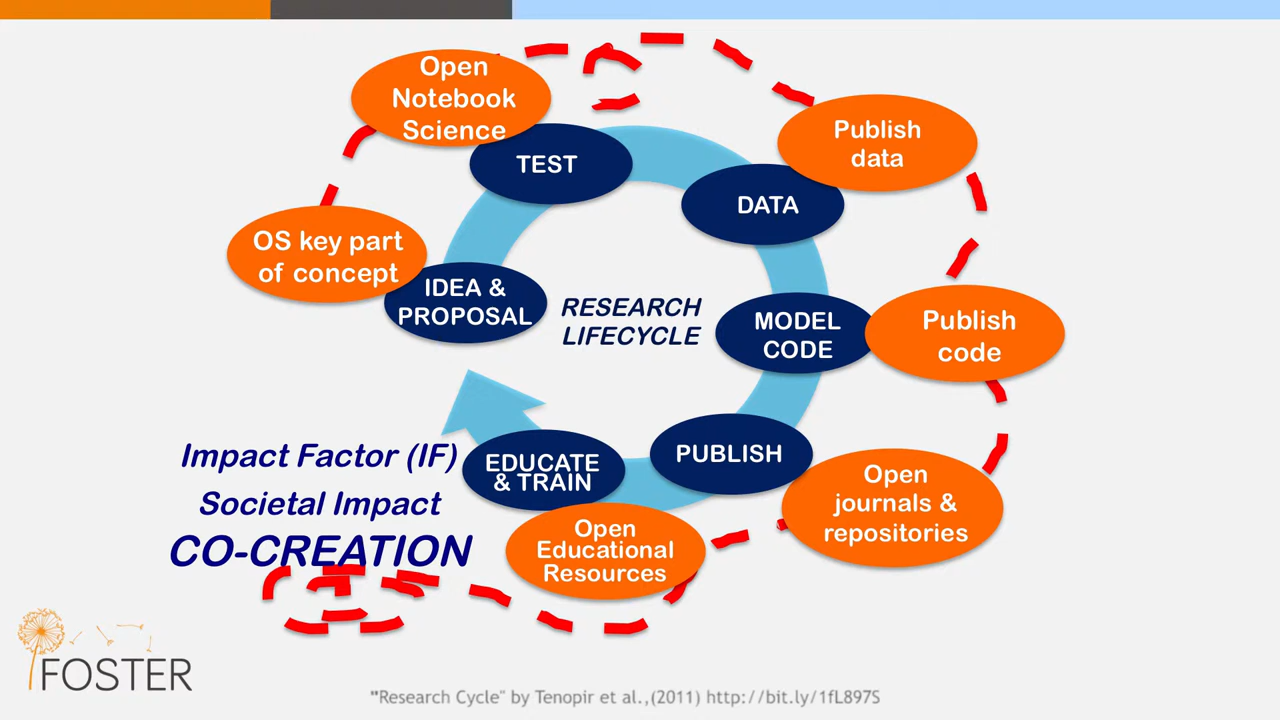 Open
Notebook
Science
TEST
Publish
data
DATA
OS key part
of concept
IDEA &
PROPOSAL
RESEARCH
LIFECYCLE
MODEL
CODE
Publish
code
PUBLISH
Open
journals &
repositories
EDUCATE
& TRAIN
Open
Educational
Resources
Impact Factor (IF)
Societal Impact
CO-CREATION
FOSTER
"Research Cycle" by Tenopir et al.,(2011) http://bit.ly/1fL897S